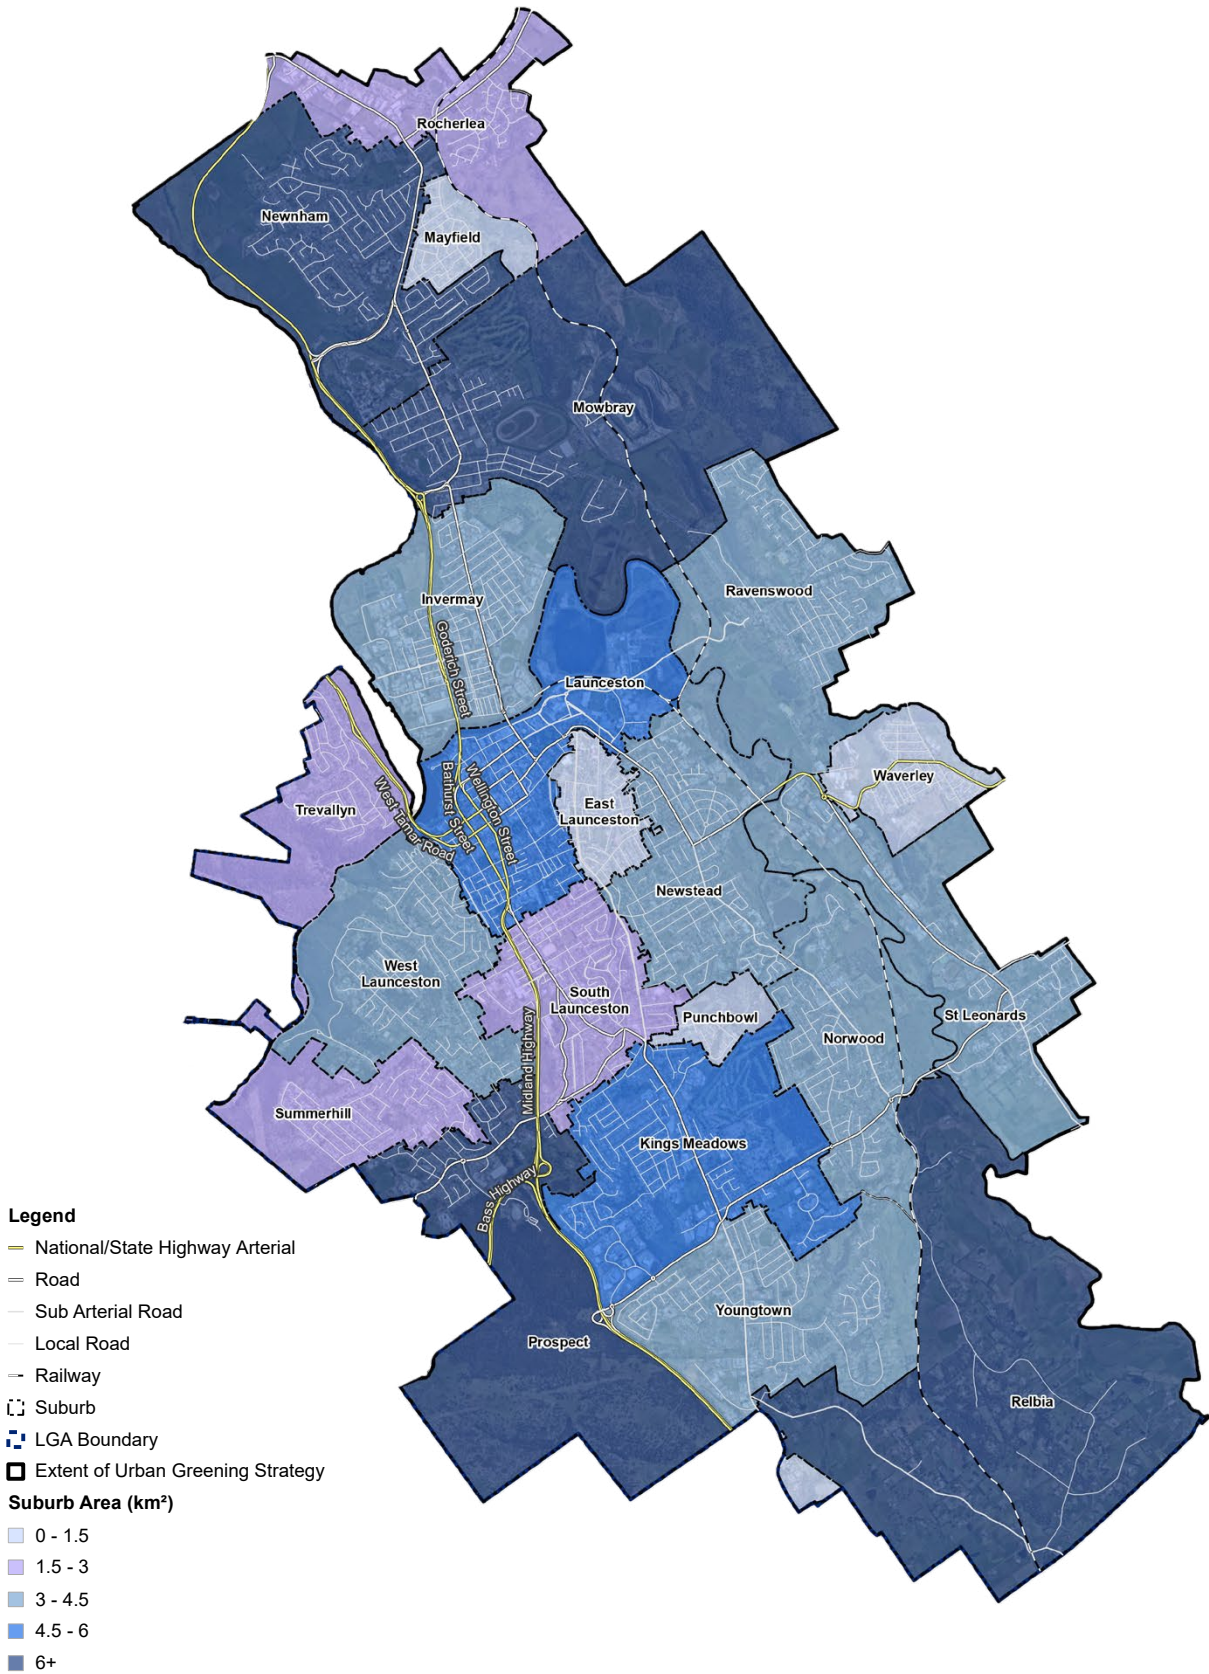 Rocherlea
Newnham
Mayfield
Mowbray
Ravenswood
Invermay
Goderich Street
Launceston
Waverley
Trevallyn
West Tamar Road
Bathurst Street
Wellington Street
East
Launceston
Newstead
West
Launceston
South
Launceston
Punchbowl
St Leonards
Norwood
Midland Highway
Summerhill
Kings Meadows
Bass Highway
Youngtown
Prospect
Relbia
Legend
National/State Highway Arterial
Road
Sub Arterial Road
Local Road
Railway
Suburb
LGA Boundary
Extent of Urban Greening Strategy
Suburb Area (km²)
0 - 1.5
1.5 - 3
3 - 4.5
4.5 - 6
6+